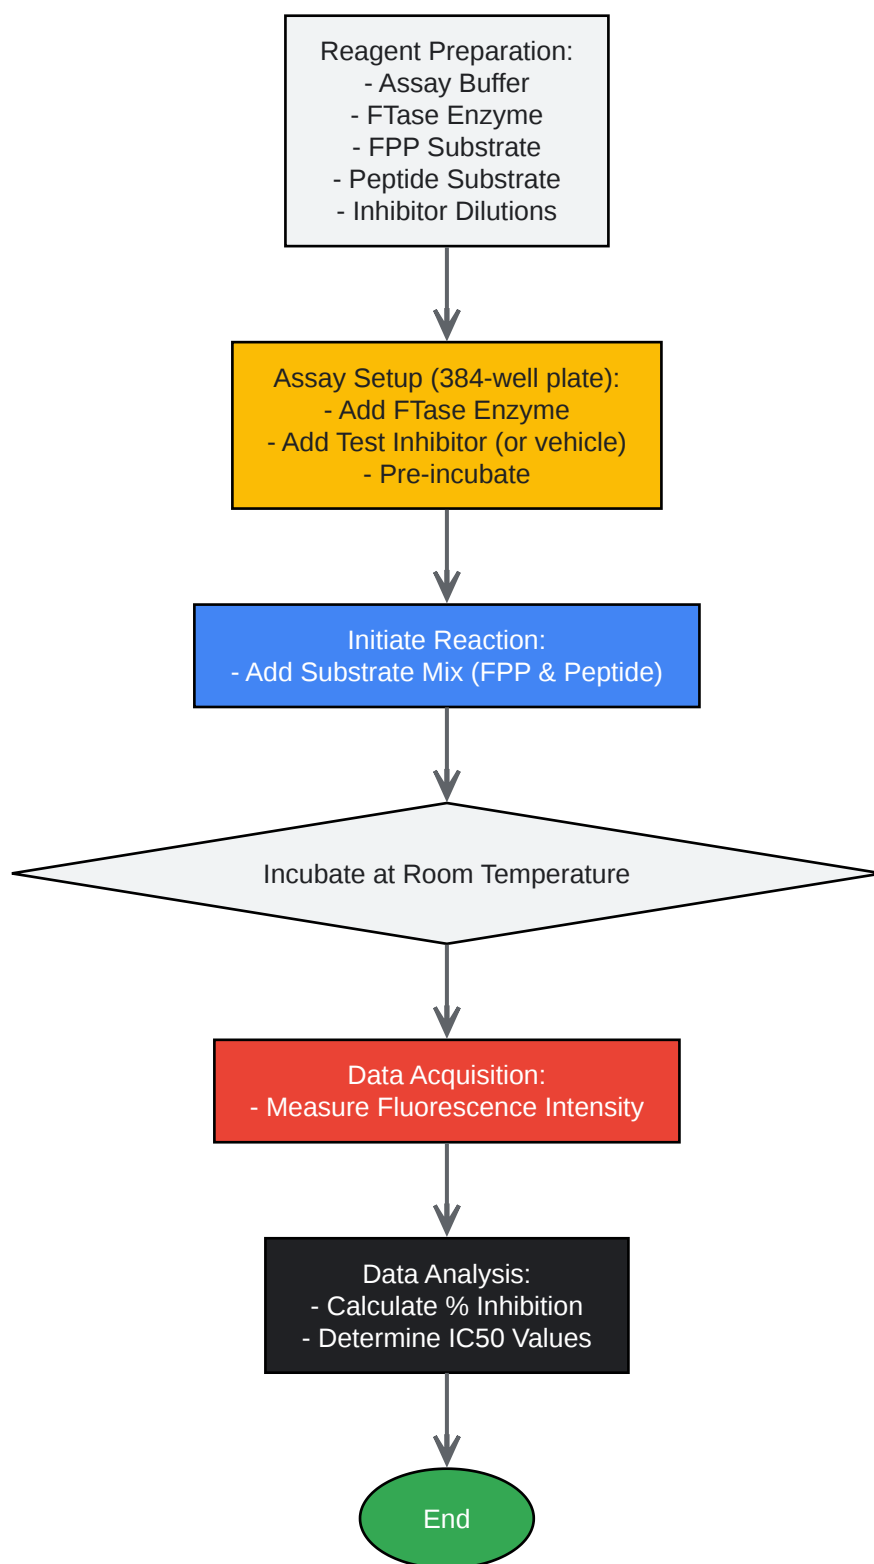 Reagent Preparation:
- Assay Buffer
- FTase Enzyme
- FPP Substrate
- Peptide Substrate
- Inhibitor Dilutions
Assay Setup (384-well plate):
- Add FTase Enzyme
- Add Test Inhibitor (or vehicle)
- Pre-incubate
Initiate Reaction:
- Add Substrate Mix (FPP & Peptide)
Incubate at Room Temperature
Data Acquisition:
- Measure Fluorescence Intensity
Data Analysis:
- Calculate % Inhibition
- Determine IC50 Values
End